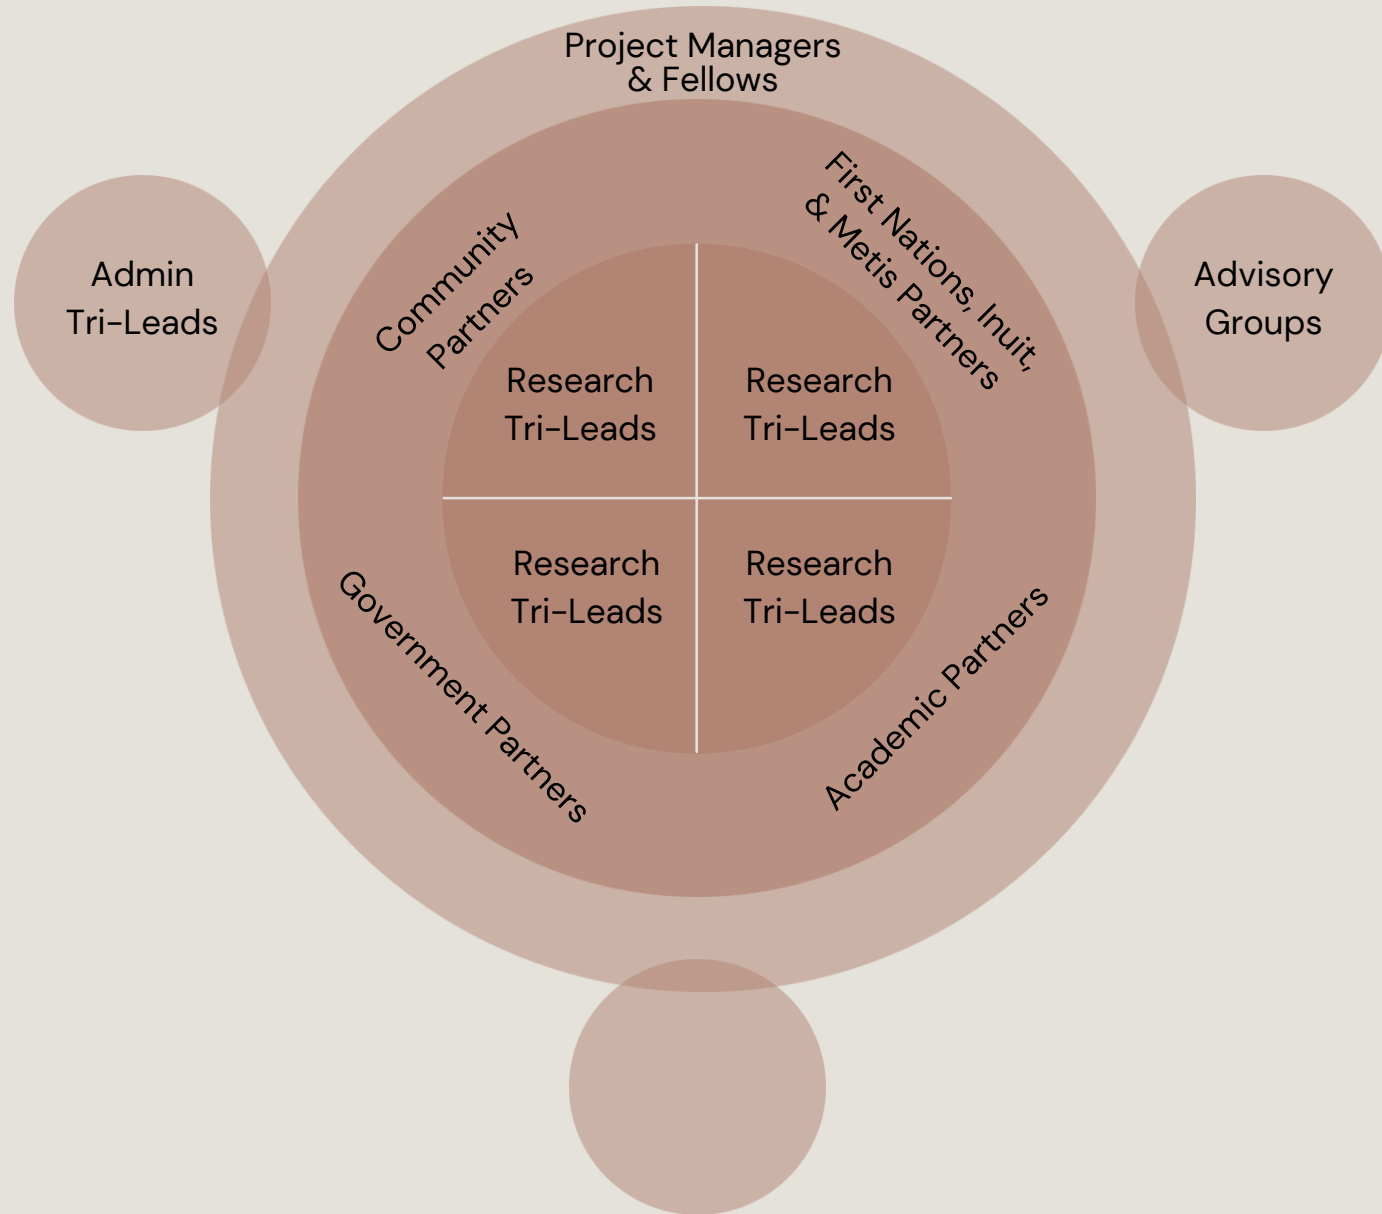 Project Managers
& Fellows
Admin
Tri-Leads
Community
Partners
First Nations, Inuit,
& Metis Partners
Advisory
Groups
Research
Tri-Leads
Research
Tri-Leads
Research
Tri-Leads
Research
Tri-Leads
Government Partners
Academic Partners